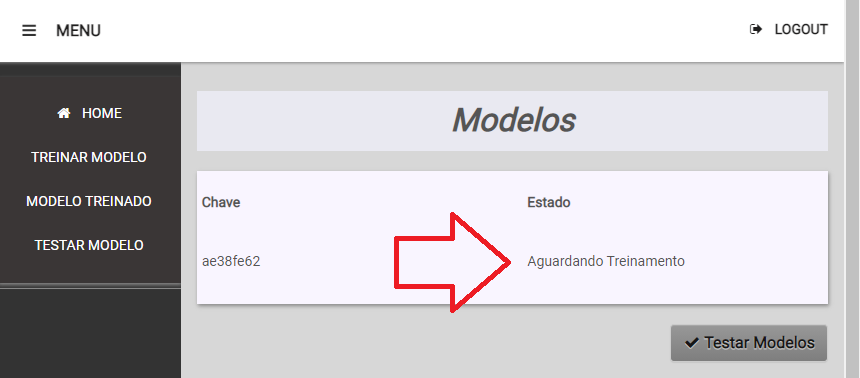 MENU
LOGOUT
HOME
TREINAR MODELO
MODELO TREINADO
TESTAR MODELO
Modelos
Chave Estado
ae38fe62 Aguardando Treinamento
Testar Modelos